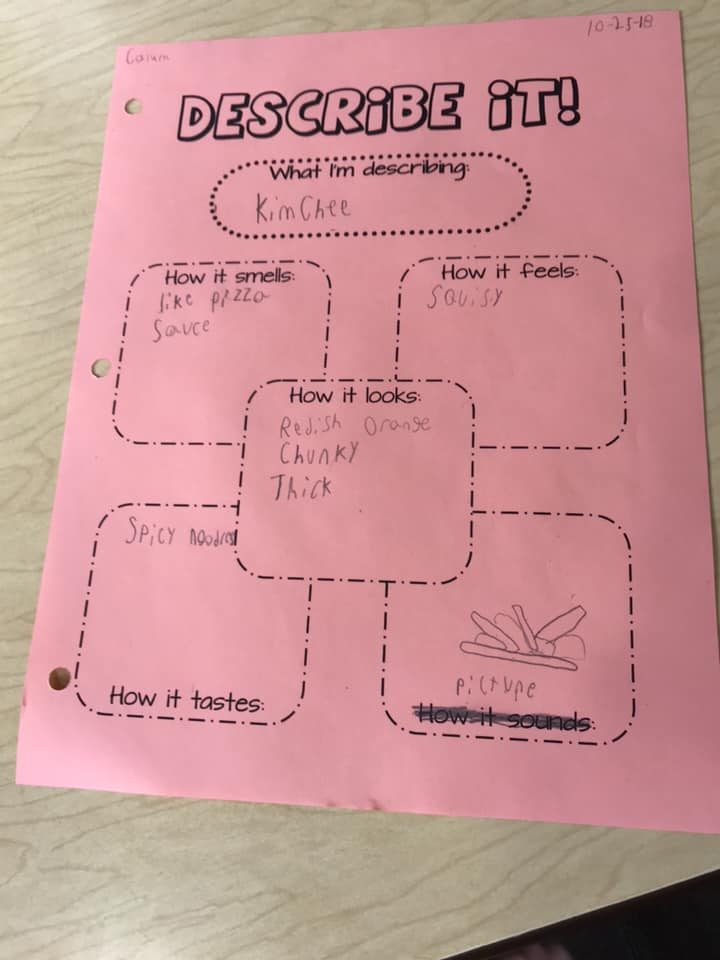 Calum
10-25-18
DESCRiBE iT!
What I'm describing:
KimChee
How it smells:
like pizza
Sauce
How it feels:
SquisY
How it looks:
Redish Orange
ChunKY
Thick
SPiCY noodles
How it tastes:
Picture
How it sounds: